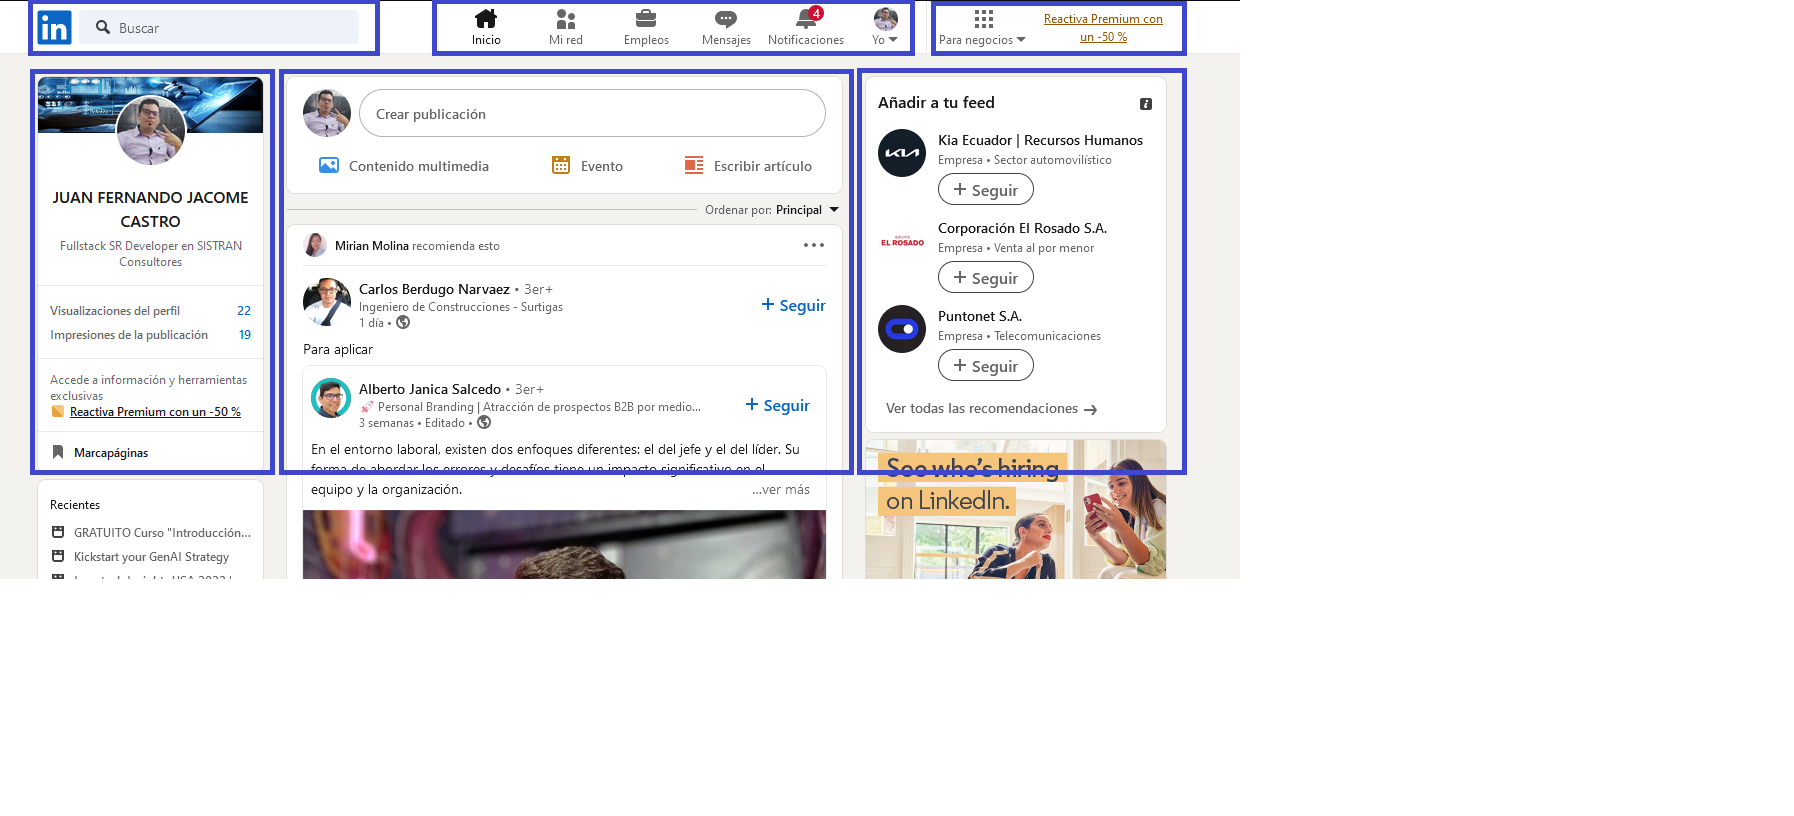 in
Buscar
Inicio
Mi red
Empleos
Mensajes
4
Notificaciones
Yo
Para negocios
Reactiva Premium con
un -50 %
JUAN FERNANDO JACOME
CASTRO
Fullstack SR Developer en SISTRAN
Consultores
Visualizaciones del perfil 22
Impresiones de la publicación 19
Accede a información y herramientas
exclusivas
Reactiva Premium con un -50 %
Marcapáginas
Recientes
GRATUITO Curso "Introducción...
Kickstart your GenAI Strategy
Crear publicación
Contenido multimedia
Evento
Escribir artículo
Ordenar por: Principal
Mirian Molina recomienda esto
Carlos Berdugo Narvaez • 3er+
Ingeniero de Construcciones - Surtigas
1 día •
+ Seguir
Para aplicar
Alberto Janica Salcedo • 3er+
🚀 Personal Branding | Atracción de prospectos B2B por medio...
3 semanas • Editado •
+ Seguir
En el entorno laboral, existen dos enfoques diferentes: el del jefe y el del líder. Su
forma de abordar los errores y desafíos tiene un impacto significativo en el
equipo y la organización.
...ver más
Añadir a tu feed
KIA
Kia Ecuador | Recursos Humanos
Empresa • Sector automovilístico
+ Seguir
EL ROSADO
Corporación El Rosado S.A.
Empresa • Venta al por menor
+ Seguir
Puntonet S.A.
Empresa • Telecomunicaciones
+ Seguir
Ver todas las recomendaciones →
See who's hiring
on LinkedIn.